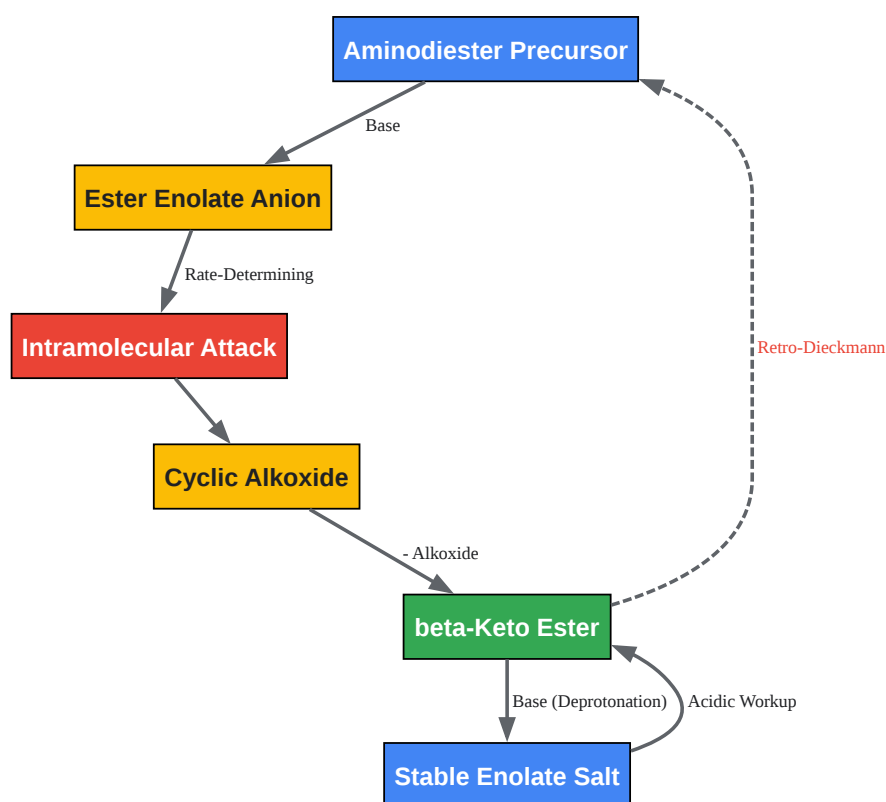 Aminodiester Precursor
Base
Ester Enolate Anion
Rate-Determining
Intramolecular Attack
Retro-Dieckmann
Cyclic Alkoxide
- Alkoxide
beta-Keto Ester
Base (Deprotonation)
Acidic Workup
Stable Enolate Salt